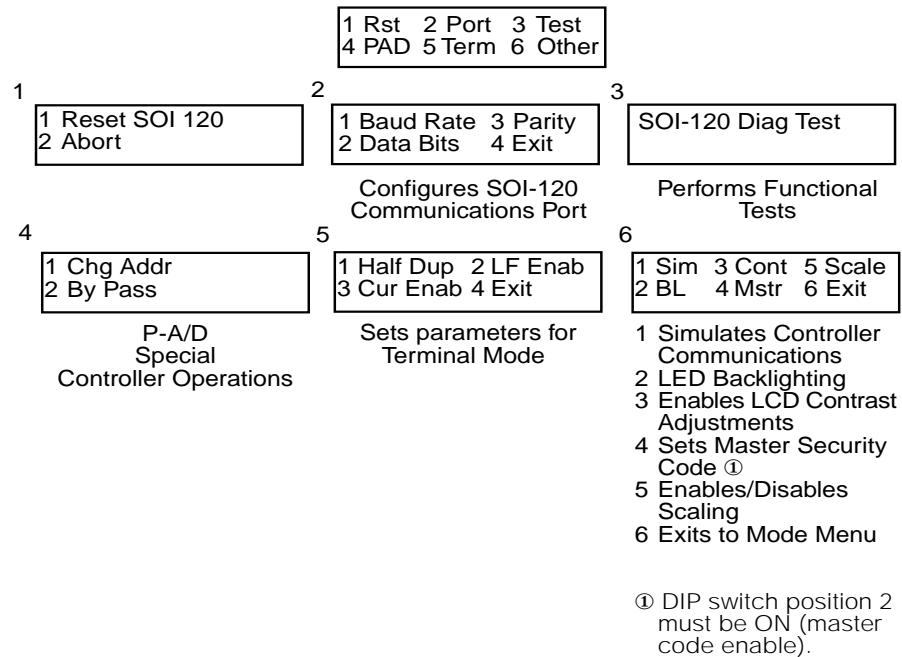 1 Rst 2 Port 3 Test
4 PAD 5 Term 6 Other
1
1 Reset SOI 120
2 Abort
2
1 Baud Rate 3 Parity
2 Data Bits 4 Exit
Configures SOI-120
Communications Port
3
SOI-120 Diag Test
Performs Functional
Tests
4
1 Chg Addr
2 By Pass
P-A/D
Special
Controller Operations
5
1 Half Dup 2 LF Enab
3 Cur Enab 4 Exit
Sets parameters for
Terminal Mode
6
1 Sim 3 Cont 5 Scale
2 BL 4 Mstr 6 Exit
1 Simulates Controller
Communications
2 LED Backlighting
3 Enables LCD Contrast
Adjustments
4 Sets Master Security
Code ①
5 Enables/Disables
Scaling
6 Exits to Mode Menu
① DIP switch position 2
must be ON (master
code enable).